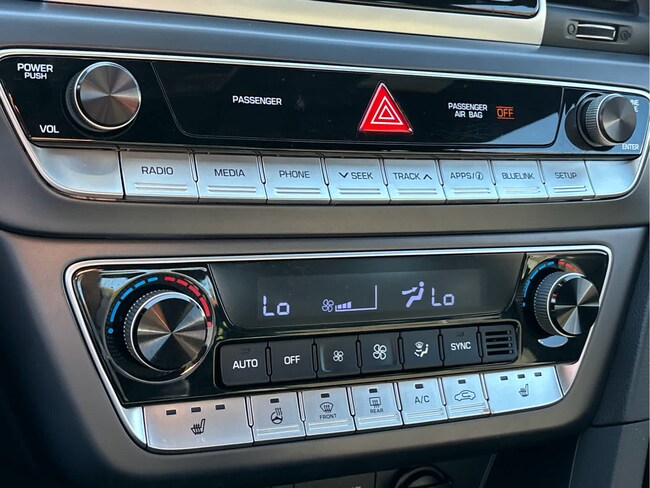 POWER
PUSH
VOL
PASSENGER
PASSENGER
AIR BAG OFF
ENTER
RADIO
MEDIA
PHONE
SEEK
TRACK
APPS/i
BLUELINK
SETUP
Lo
Lo
AUTO
OFF
SYNC
FRONT
REAR
A/C